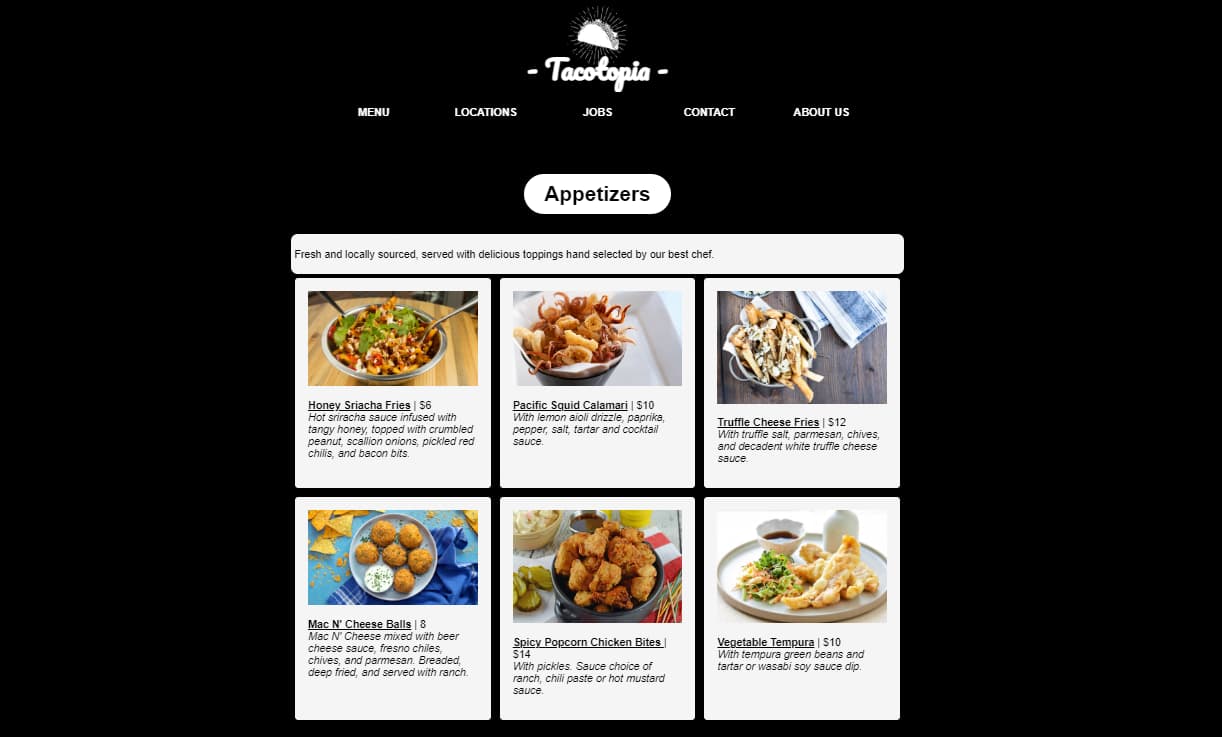 - Tacotopia -
MENU LOCATIONS JOBS CONTACT ABOUT US
Appetizers
Fresh and locally sourced, served with delicious toppings hand selected by our best chef.
Honey Sriacha Fries | $6
Hot sriracha sauce infused with
tangy honey, topped with crumbled
peanut, scallion onions, pickled red
chilis, and bacon bits.
Pacific Squid Calamari | $10
With lemon aioli drizzle, paprika,
pepper, salt, tartar and cocktail
sauce.
Truffle Cheese Fries | $12
With truffle salt, parmesan, chives,
and decadent white truffle cheese
sauce.
Mac N' Cheese Balls | 8
Mac N' Cheese mixed with beer
cheese sauce, fresno chiles,
chives, and parmesan. Breaded,
deep fried, and served with ranch.
Spicy Popcorn Chicken Bites |
$14
With pickles. Sauce choice of
ranch, chili paste or hot mustard
sauce.
Vegetable Tempura | $10
With tempura green beans and
tartar or wasabi soy sauce dip.